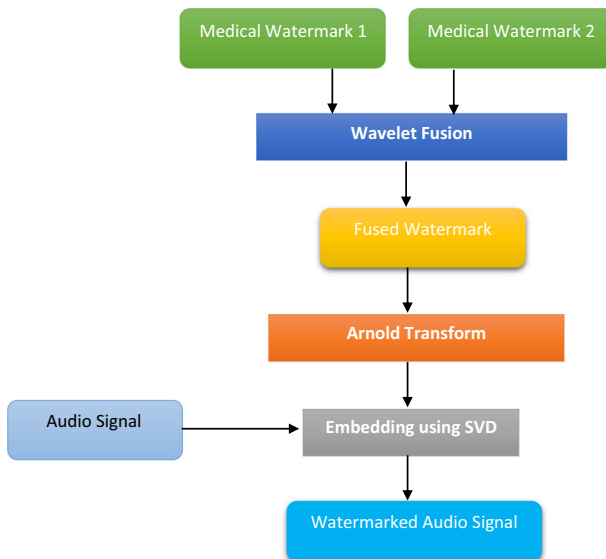 Medical Watermark 1
Medical Watermark 2
Wavelet Fusion
Fused Watermark
Arnold Transform
Audio Signal
Embedding using SVD
Watermarked Audio Signal